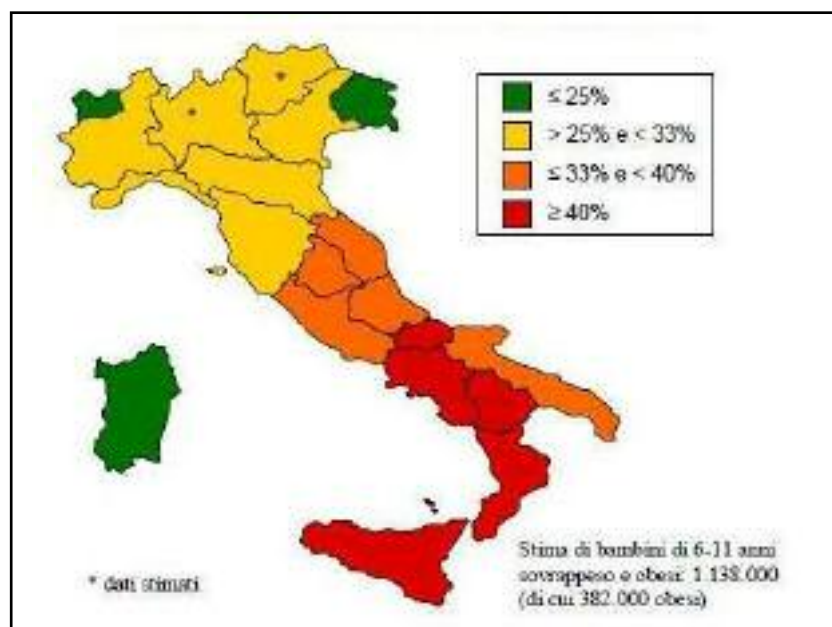 ≤ 25%
> 25% e < 33%
≤ 33% e < 40%
≥ 40%
* dati stimati
Stima di bambini di 6-11 anni
sovrappeso e obesi: 1.138.000
(di cui 382.000 obesi)